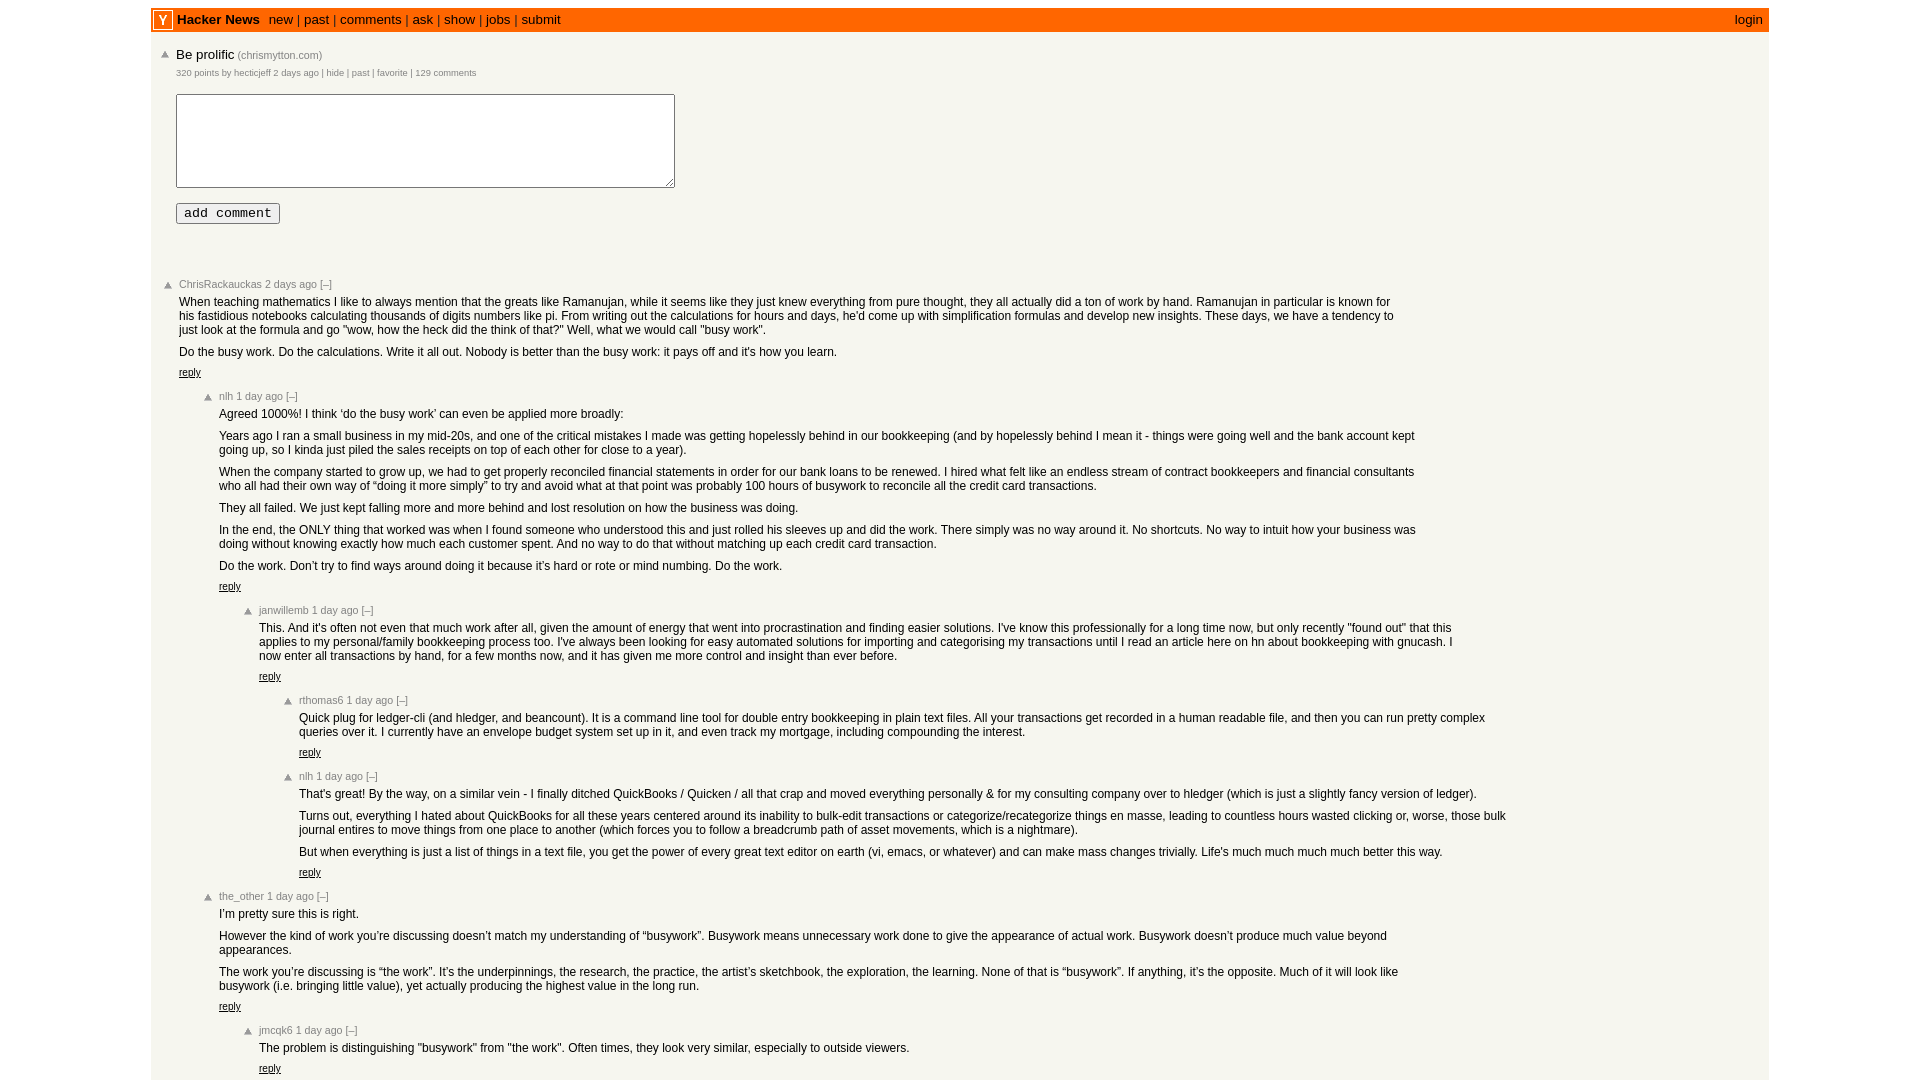 Y Hacker News new | past | comments | ask | show | jobs | submit login
Be prolific (chrismytton.com)
320 points by hecticjeff 2 days ago | hide | past | favorite | 129 comments
add comment
ChrisRackauckas 2 days ago [–]
When teaching mathematics I like to always mention that the greats like Ramanujan, while it seems like they just knew everything from pure thought, they all actually did a ton of work by hand. Ramanujan in particular is known for
his fastidious notebooks calculating thousands of digits numbers like pi. From writing out the calculations for hours and days, he'd come up with simplification formulas and develop new insights. These days, we have a tendency to
just look at the formula and go "wow, how the heck did the think of that?" Well, what we would call "busy work".
Do the busy work. Do the calculations. Write it all out. Nobody is better than the busy work: it pays off and it's how you learn.
reply
nlh 1 day ago [–]
Agreed 1000%! I think ‘do the busy work’ can even be applied more broadly:
Years ago I ran a small business in my mid-20s, and one of the critical mistakes I made was getting hopelessly behind in our bookkeeping (and by hopelessly behind I mean it - things were going well and the bank account kept
going up, so I kinda just piled the sales receipts on top of each other for close to a year).
When the company started to grow up, we had to get properly reconciled financial statements in order for our bank loans to be renewed. I hired what felt like an endless stream of contract bookkeepers and financial consultants
who all had their own way of “doing it more simply” to try and avoid what at that point was probably 100 hours of busywork to reconcile all the credit card transactions.
They all failed. We just kept falling more and more behind and lost resolution on how the business was doing.
In the end, the ONLY thing that worked was when I found someone who understood this and just rolled his sleeves up and did the work. There simply was no way around it. No shortcuts. No way to intuit how your business was
doing without knowing exactly how much each customer spent. And no way to do that without matching up each credit card transaction.
Do the work. Don’t try to find ways around doing it because it’s hard or rote or mind numbing. Do the work.
reply
janwillemb 1 day ago [–]
This. And it's often not even that much work after all, given the amount of energy that went into procrastination and finding easier solutions. I've know this professionally for a long time now, but only recently "found out" that this
applies to my personal/family bookkeeping process too. I've always been looking for easy automated solutions for importing and categorising my transactions until I read an article here on hn about bookkeeping with gnucash. I
now enter all transactions by hand, for a few months now, and it has given me more control and insight than ever before.
reply
rthomas6 1 day ago [–]
Quick plug for ledger-cli (and hledger, and beancount). It is a command line tool for double entry bookkeeping in plain text files. All your transactions get recorded in a human readable file, and then you can run pretty complex
queries over it. I currently have an envelope budget system set up in it, and even track my mortgage, including compounding the interest.
reply
nlh 1 day ago [–]
That's great! By the way, on a similar vein - I finally ditched QuickBooks / Quicken / all that crap and moved everything personally & for my consulting company over to hledger (which is just a slightly fancy version of ledger).
Turns out, everything I hated about QuickBooks for all these years centered around its inability to bulk-edit transactions or categorize/recategorize things en masse, leading to countless hours wasted clicking or, worse, those bulk
journal entires to move things from one place to another (which forces you to follow a breadcrumb path of asset movements, which is a nightmare).
But when everything is just a list of things in a text file, you get the power of every great text editor on earth (vi, emacs, or whatever) and can make mass changes trivially. Life's much much much much better this way.
reply
the_other 1 day ago [–]
I’m pretty sure this is right.
However the kind of work you’re discussing doesn’t match my understanding of “busywork”. Busywork means unnecessary work done to give the appearance of actual work. Busywork doesn’t produce much value beyond
appearances.
The work you’re discussing is “the work”. It’s the underpinnings, the research, the practice, the artist’s sketchbook, the exploration, the learning. None of that is “busywork”. If anything, it’s the opposite. Much of it will look like
busywork (i.e. bringing little value), yet actually producing the highest value in the long run.
reply
jmcqk6 1 day ago [–]
The problem is distinguishing "busywork" from "the work". Often times, they look very similar, especially to outside viewers.
reply